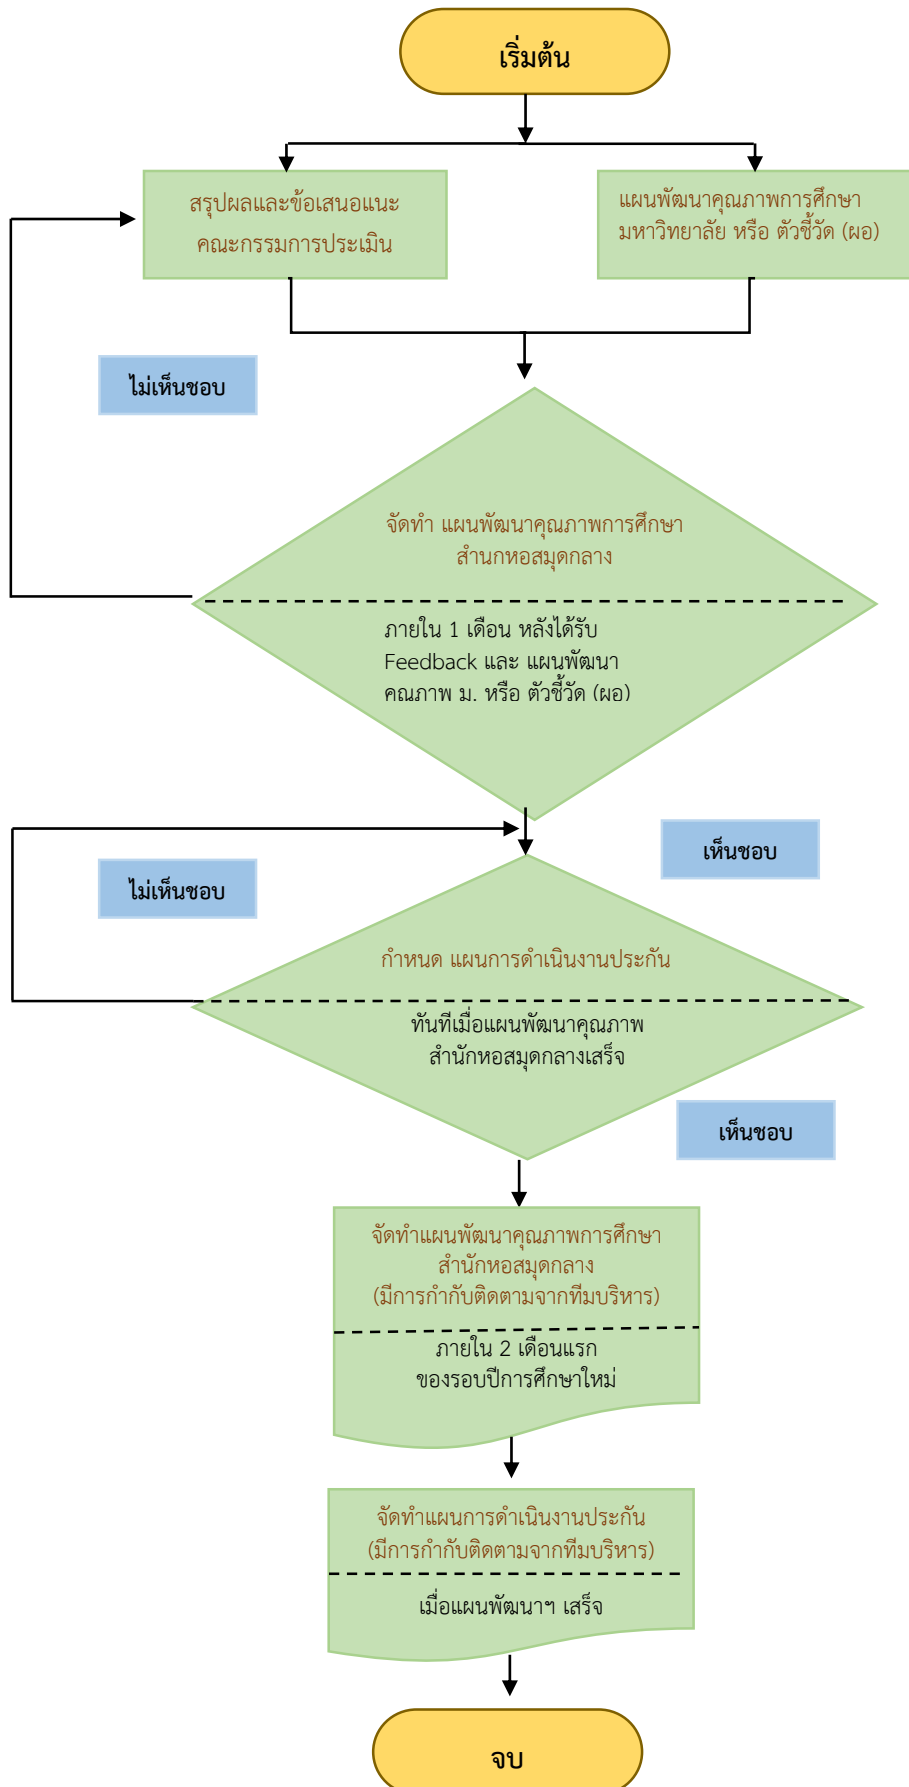 เริ่มต้น
สรุปผลและข้อเสนอแนะ
คณะกรรมการประเมิน
แผนพัฒนาคุณภาพการศึกษา
มหาวิทยาลัย หรือ ตัวชี้วัด (ผอ)
ไม่เห็นชอบ
จัดทำ แผนพัฒนาคุณภาพการศึกษา
สำนกหอสมุดกลาง
ภายใน 1 เดือน หลังได้รับ
Feedback และ แผนพัฒนา
คณภาพ ม. หรือ ตัวชี้วัด (ผอ)
เห็นชอบ
ไม่เห็นชอบ
กำหนด แผนการดำเนินงานประกัน
ทันทีเมื่อแผนพัฒนาคุณภาพ
สำนักหอสมุดกลางเสร็จ
เห็นชอบ
จัดทำแผนพัฒนาคุณภาพการศึกษา
สำนักหอสมุดกลาง
(มีการกำกับติดตามจากทีมบริหาร)
ภายใน 2 เดือนแรก
ของรอบปีการศึกษาใหม่
จัดทำแผนการดำเนินงานประกัน
(มีการกำกับติดตามจากทีมบริหาร)
เมื่อแผนพัฒนาฯ เสร็จ
จบ